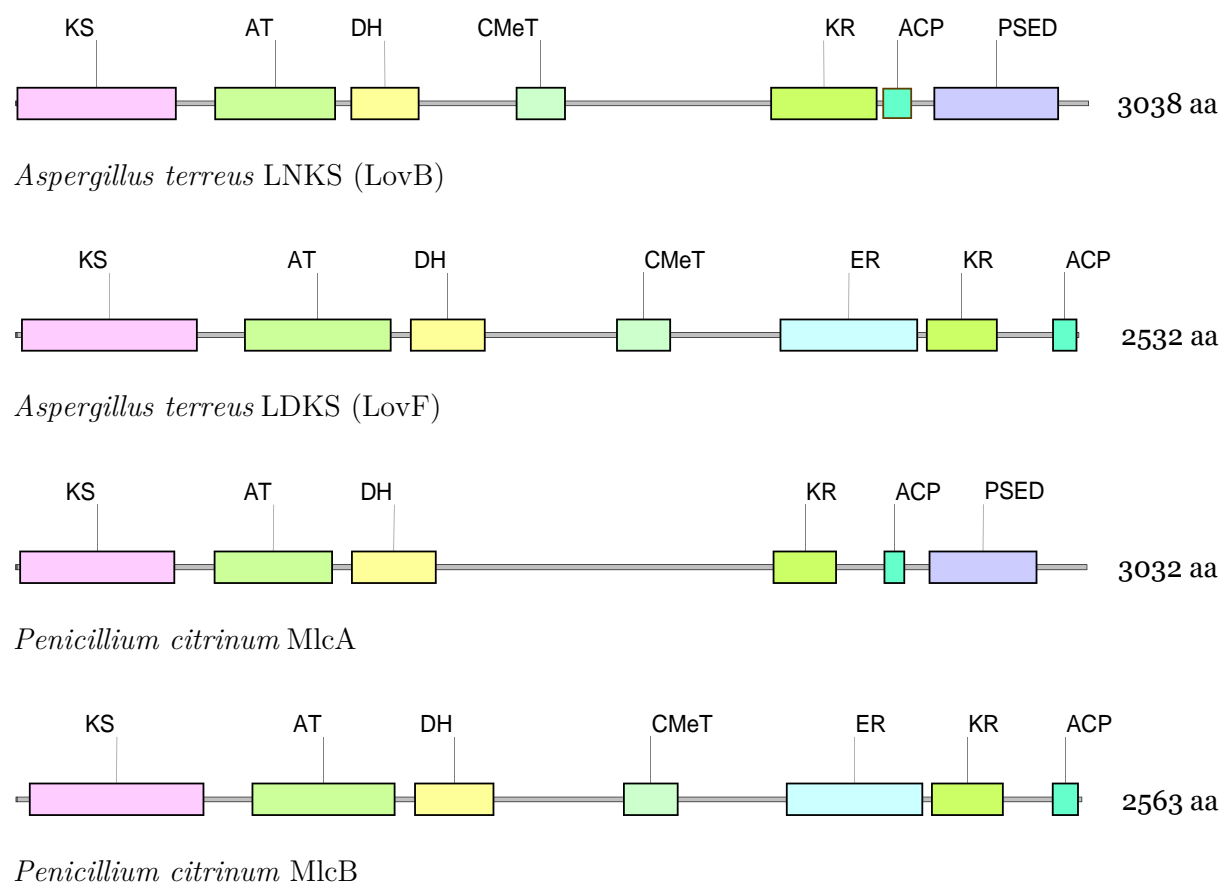 KS AT DH CMeT KR ACP PSED
3038 aa
Aspergillus terreus LNKS (LovB)
KS AT DH CMeT ER KR ACP
2532 aa
Aspergillus terreus LDKS (LovF)
KS AT DH KR ACP PSED
3032 aa
Penicillium citrinum MlcA
KS AT DH CMeT ER KR ACP
2563 aa
Penicillium citrinum MlcB